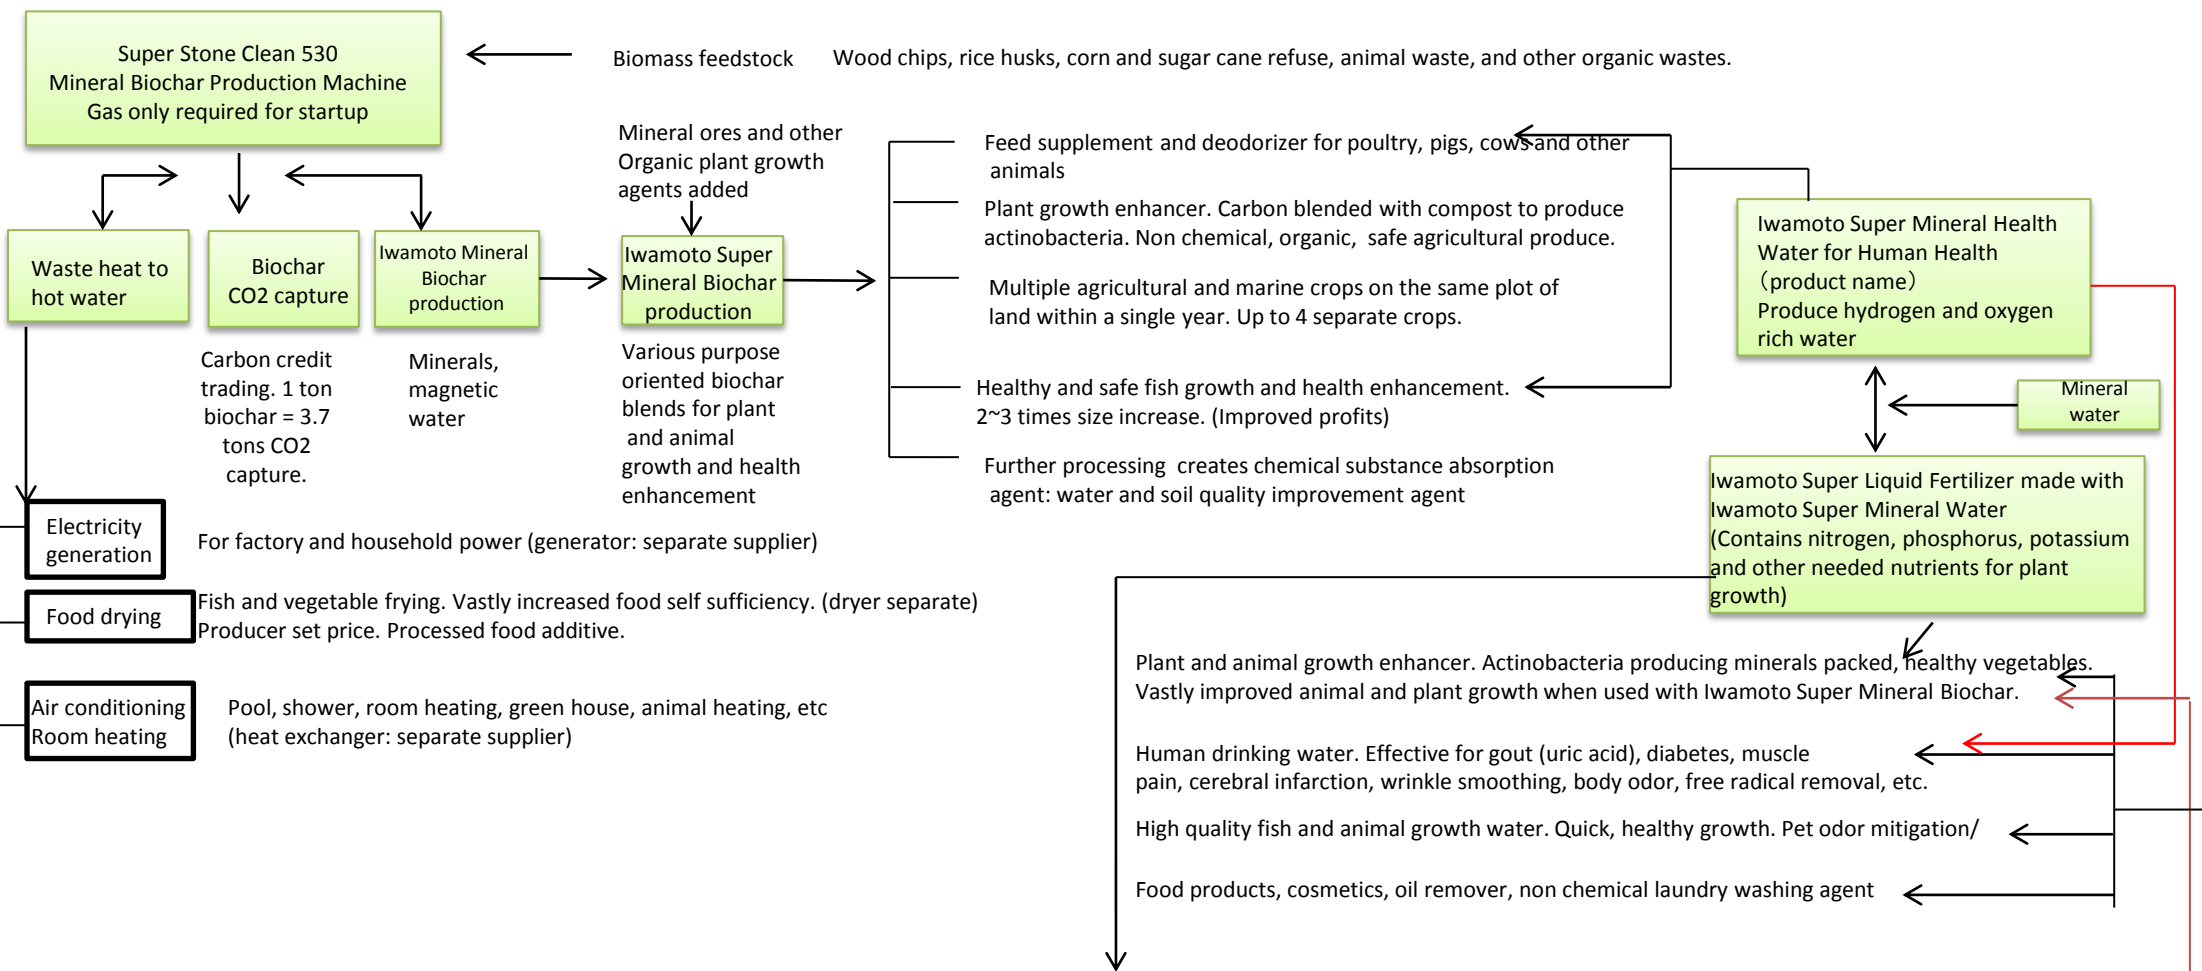 Super Stone Clean 530
Mineral Biochar Production Machine
Gas only required for startup
Biomass feedstock
Wood chips, rice husks, corn and sugar cane refuse, animal waste, and other organic wastes.
Mineral ores and other
Organic plant growth
agents added
Waste heat to
hot water
Biochar
CO2 capture
Iwamoto Mineral
Biochar
production
Iwamoto Super
Mineral Biochar
production
Carbon credit
trading. 1 ton
biochar = 3.7
tons CO2
capture.
Minerals,
magnetic
water
Various purpose
oriented biochar
blends for plant
and animal
growth and health
enhancement
Feed supplement and deodorizer for poultry, pigs, cows and other
animals
Plant growth enhancer. Carbon blended with compost to produce
actinobacteria. Non chemical, organic, safe agricultural produce.
Multiple agricultural and marine crops on the same plot of
land within a single year. Up to 4 separate crops.
Healthy and safe fish growth and health enhancement.
2~3 times size increase. (Improved profits)
Further processing creates chemical substance absorption
agent: water and soil quality improvement agent
Iwamoto Super Mineral Health
Water for Human Health
（product name）
Produce hydrogen and oxygen
rich water
Mineral
water
Iwamoto Super Liquid Fertilizer made with
Iwamoto Super Mineral Water
(Contains nitrogen, phosphorus, potassium
and other needed nutrients for plant
growth)
Electricity
generation
For factory and household power (generator: separate supplier)
Food drying
Fish and vegetable frying. Vastly increased food self sufficiency. (dryer separate)
Producer set price. Processed food additive.
Air conditioning
Room heating
Pool, shower, room heating, green house, animal heating, etc
(heat exchanger: separate supplier)
Plant and animal growth enhancer. Actinobacteria producing minerals packed, healthy vegetables.
Vastly improved animal and plant growth when used with Iwamoto Super Mineral Biochar.
Human drinking water. Effective for gout (uric acid), diabetes, muscle
pain, cerebral infarction, wrinkle smoothing, body odor, free radical removal, etc.
High quality fish and animal growth water. Quick, healthy growth. Pet odor mitigation/
Food products, cosmetics, oil remover, non chemical laundry washing agent